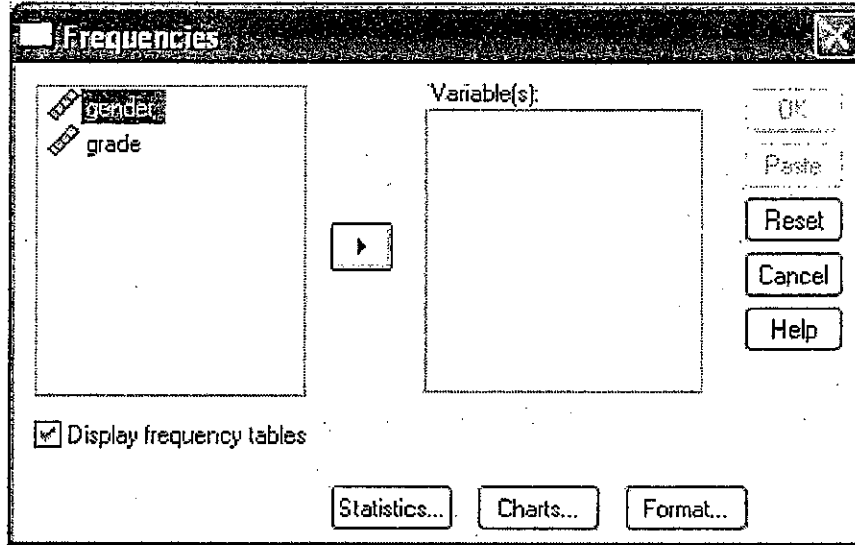 Frequencies
gender
grade
Variable(s):
OK
Paste
Reset
Cancel
Help
Display frequency tables
Statistics...
Charts...
Format...